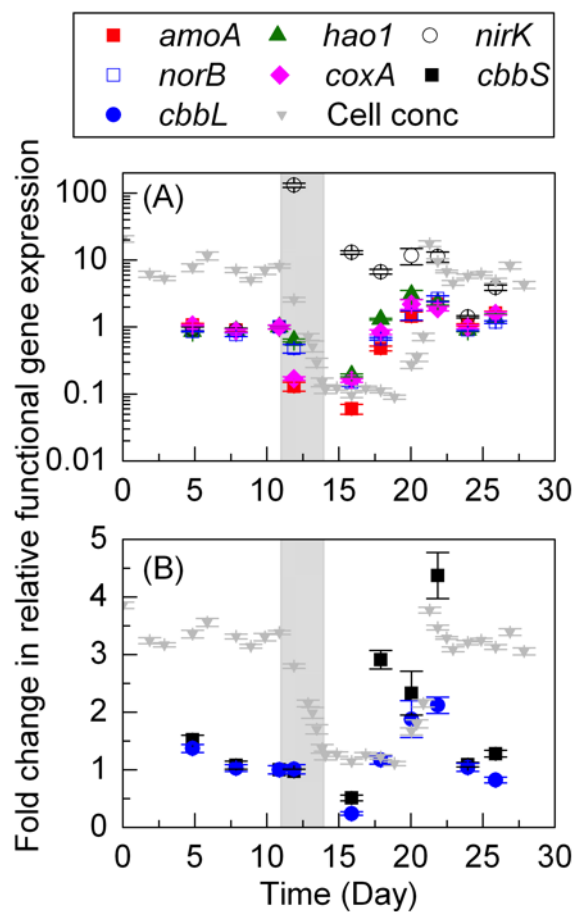 amoA hao1 nirK
norB coxA cbbS
cbbL Cell conc
Fold change in relative functional gene expression
(A)
100
10
1
0.1
0.01
0 5 10 15 20 25 30
(B)
5
4
3
2
1
0
0 5 10 15 20 25 30
Time (Day)